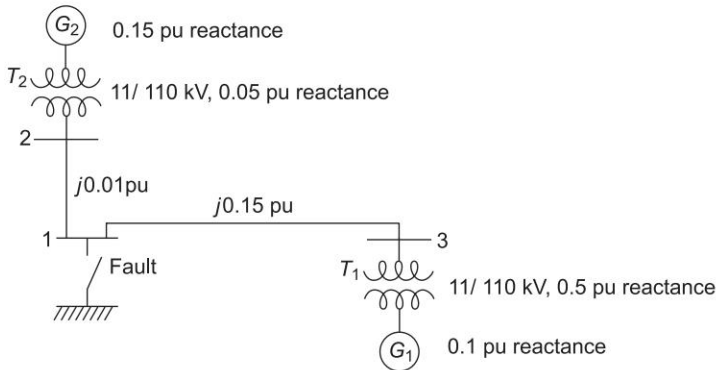 G2 0.15 pu reactance
T2
11/ 110 kV, 0.05 pu reactance
2
j0.01pu
j0.15 pu
1
3
Fault
T1
11/ 110 kV, 0.5 pu reactance
G1 0.1 pu reactance